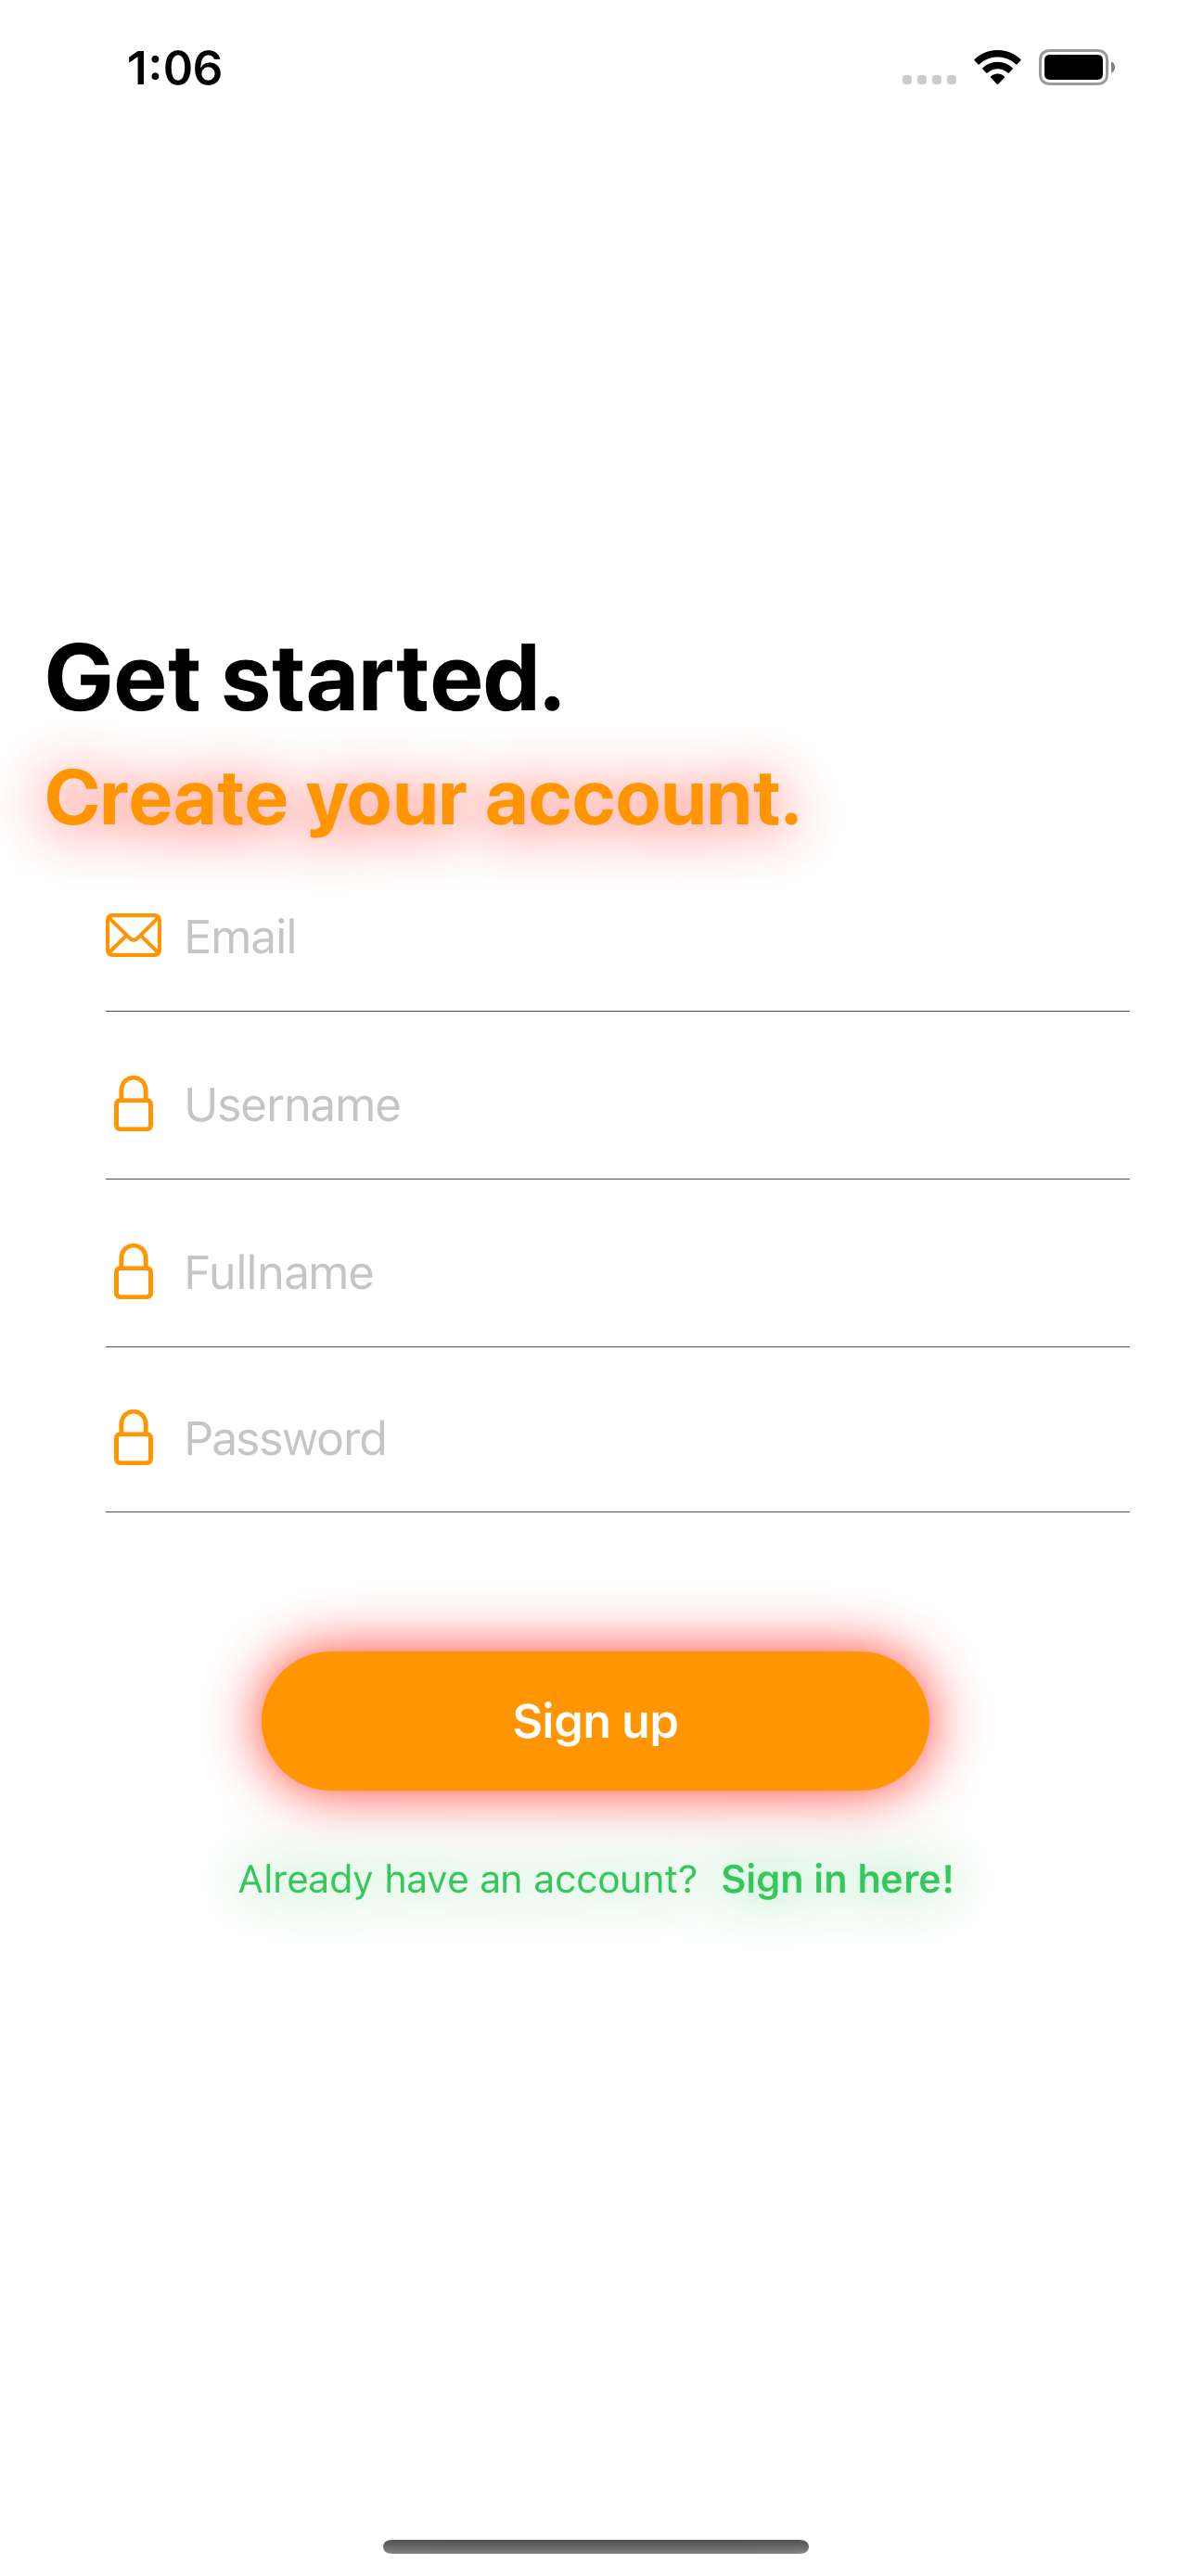 1:06
Get started.
Create your account.
Email
Username
Fullname
Password
Sign up
Already have an account? Sign in here!